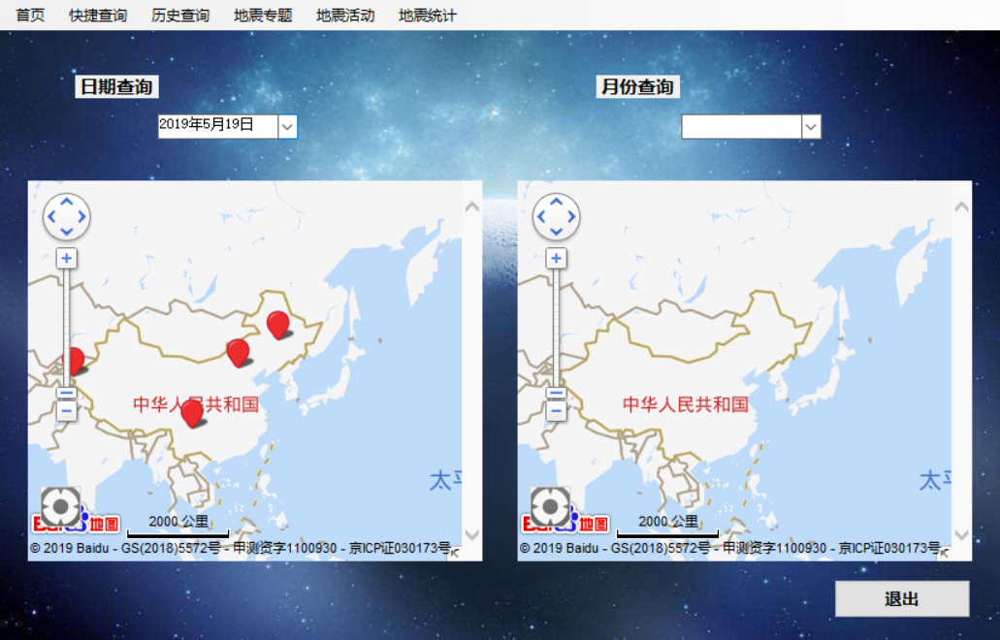 首页 快捷查询 历史查询 地震专题 地震活动 地震统计
日期查询
月份查询
2019年5月19日
中华人民共和国
太平
2000 公里
地图
© 2019 Baidu - GS(2018)5572号 - 甲测资字1100930 - 京ICP证030173号
中华人民共和国
太平
2000 公里
地图
© 2019 Baidu - GS(2018)5572号 - 甲测资字1100930 - 京ICP证030173号
退出